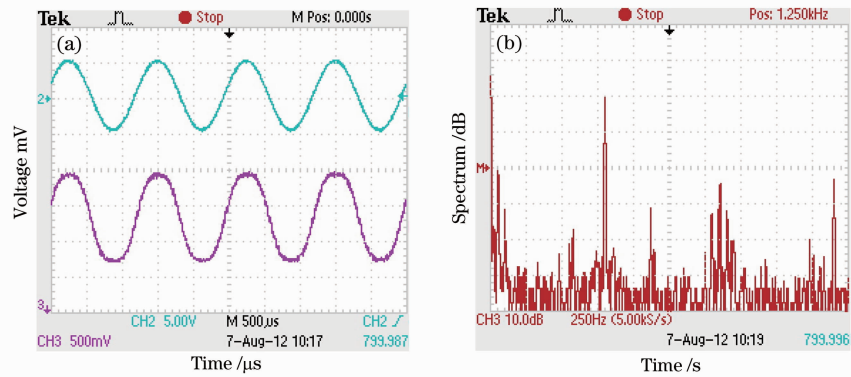 Tek Stop M Pos: 0.000s
(a)
2
Voltage mV
3
CH2 5.00V M 500µs CH2
CH3 500mV 7-Aug-12 10:17 799.987
Time /µs
Tek Stop Pos: 1.250kHz
(b)
M
Spectrum /dB
CH3 10.0dB 250Hz (5.00kS/s)
7-Aug-12 10:19 799.996
Time /s